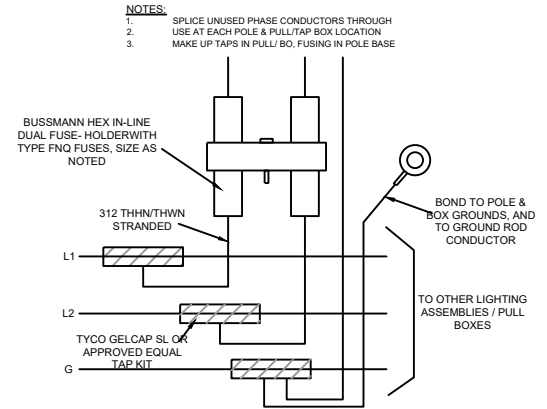 NOTES:
1. SPLICE UNUSED PHASE CONDUCTORS THROUGH
2. USE AT EACH POLE & PULL/TAP BOX LOCATION
3. MAKE UP TAPS IN PULL/ BO, FUSING IN POLE BASE
BUSSMANN HEX IN-LINE
DUAL FUSE- HOLDERWITH
TYPE FNQ FUSES, SIZE AS
NOTED
312 THHN/THWN
STRANDED
BOND TO POLE &
BOX GROUNDS, AND
TO GROUND ROD
CONDUCTOR
L1
L2
TO OTHER LIGHTING
ASSEMBLIES / PULL
BOXES
TYCO GELCAP SL OR
APPROVED EQUAL
TAP KIT
G